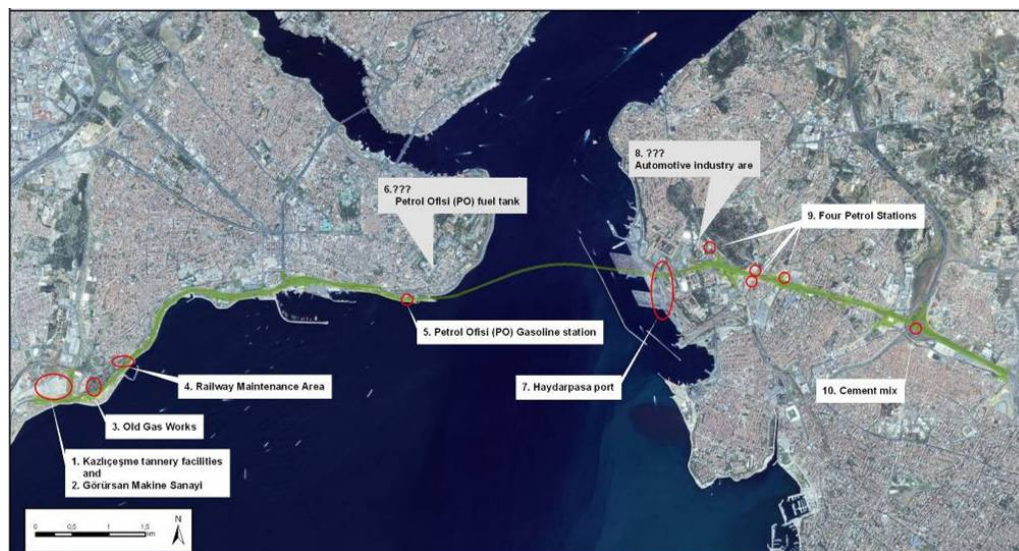 8. ???
Automotive industry are
6.???
Petrol Ofisi (PO) fuel tank
9. Four Petrol Stations
5. Petrol Ofisi (PO) Gasoline station
4. Railway Maintenance Area
7. Haydarpasa port
10. Cement mix
3. Old Gas Works
1. Kazlıçeşme tannery facilities
and
2. Görürsan Makine Sanayi
0 0,5 1 1,5
N